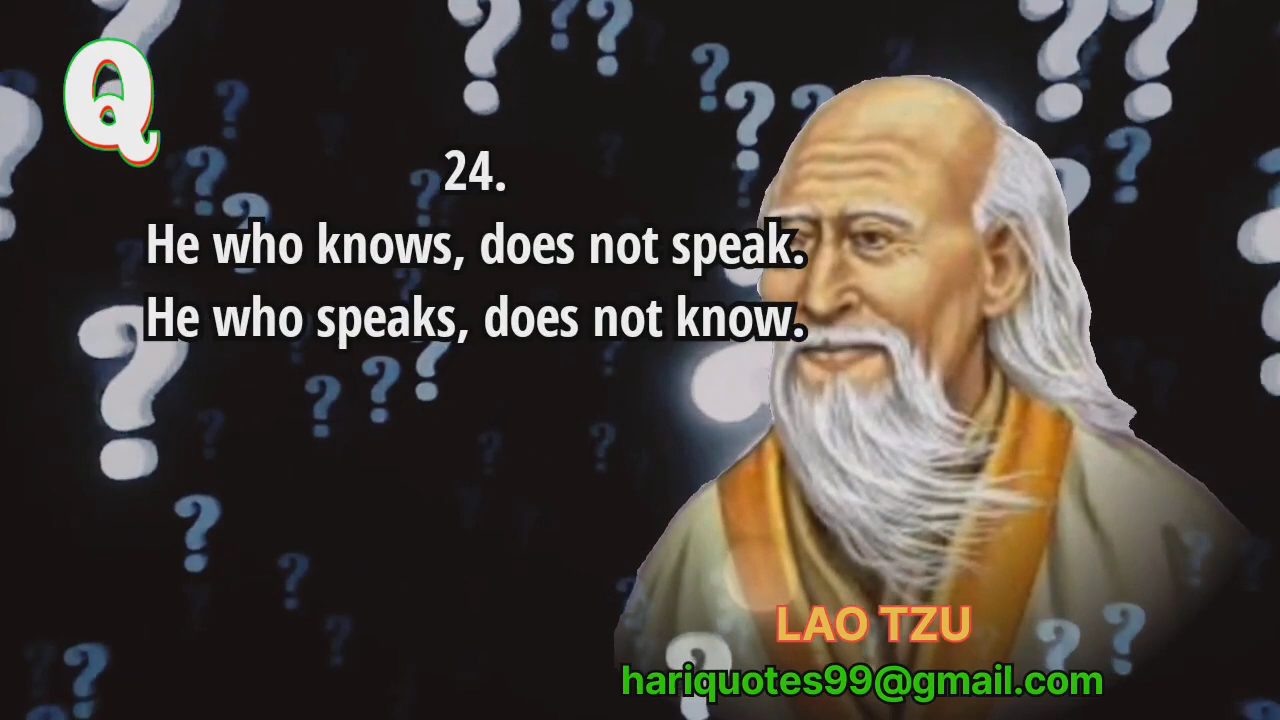 Q
24.
He who knows, does not speak.
He who speaks, does not know.
LAO TZU
hariquotes99@gmail.com